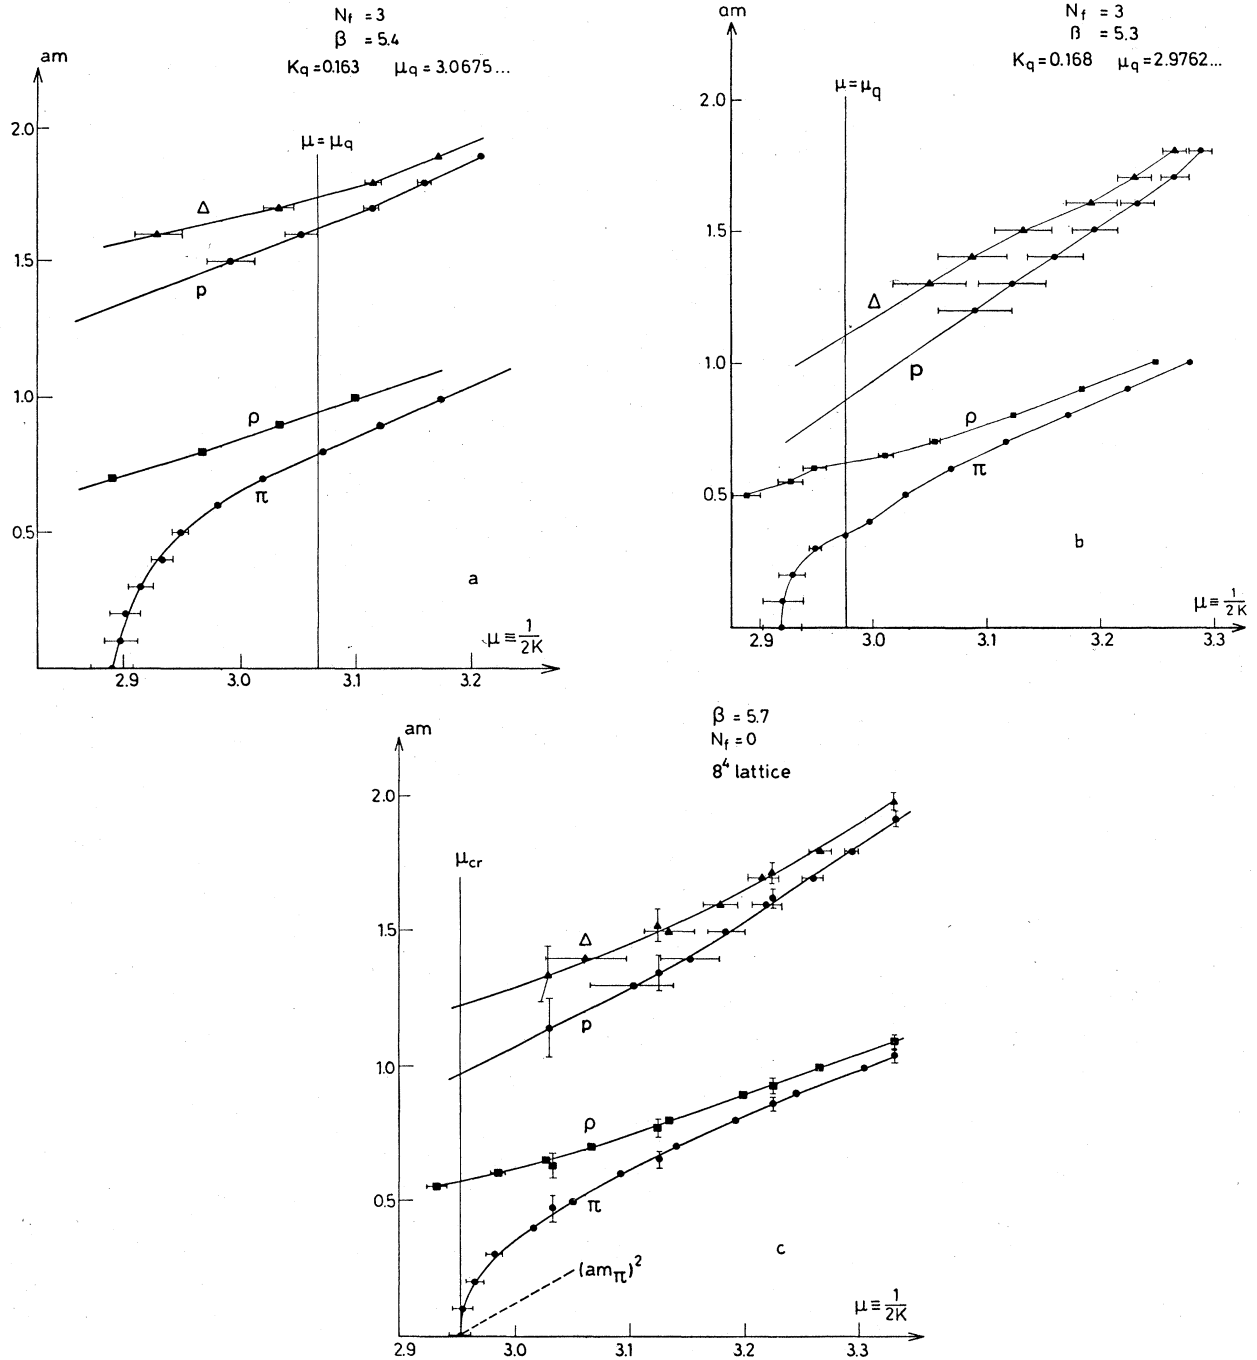 N_f = 3
β = 5.4
K_q = 0.163 μ_q = 3.0675...
am
2.0
μ = μ_q
Δ
1.5
p
1.0
ρ
π
0.5
a
μ ≡ 1/2K
2.9 3.0 3.1 3.2
am
N_f = 3
β = 5.3
K_q = 0.168 μ_q = 2.9762...
2.0
μ = μ_q
1.5
Δ
1.0
p
ρ
π
0.5
b
μ ≡ 1/2K
2.9 3.0 3.1 3.2 3.3
β = 5.7
N_f = 0
8^4 lattice
am
2.0
μ_cr
1.5
Δ
p
1.0
ρ
0.5
π
c
(am_π)^2
μ ≡ 1/2K
2.9 3.0 3.1 3.2 3.3